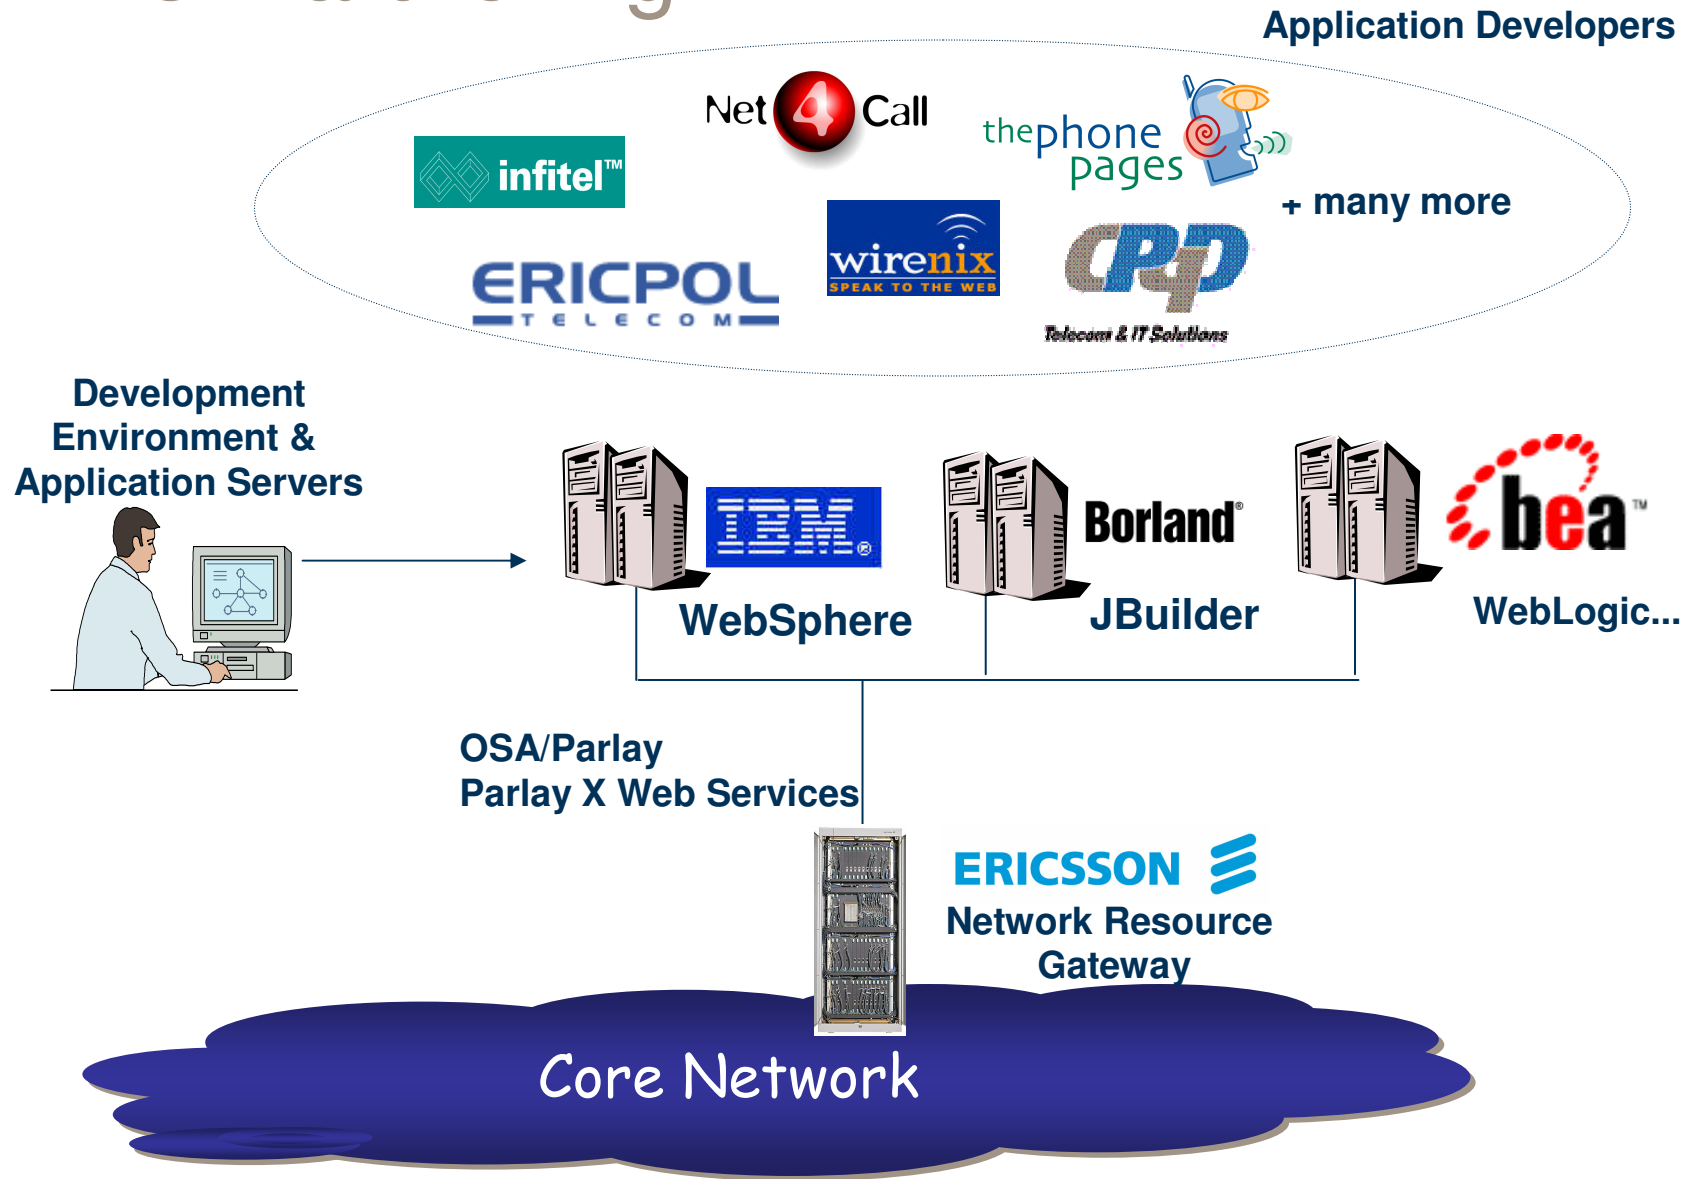 Application Developers
Net 4 Call
thephone
pages
infitel™
+ many more
wirenix
SPEAK TO THE WEB
CPqD
Telecom & IT Solutions
ERICPOL
TELECOM
Development
Environment &
Application Servers
IBM®
Borland®
bea™
WebSphere
JBuilder
WebLogic...
OSA/Parlay
Parlay X Web Services
ERICSSON
Network Resource
Gateway
Core Network